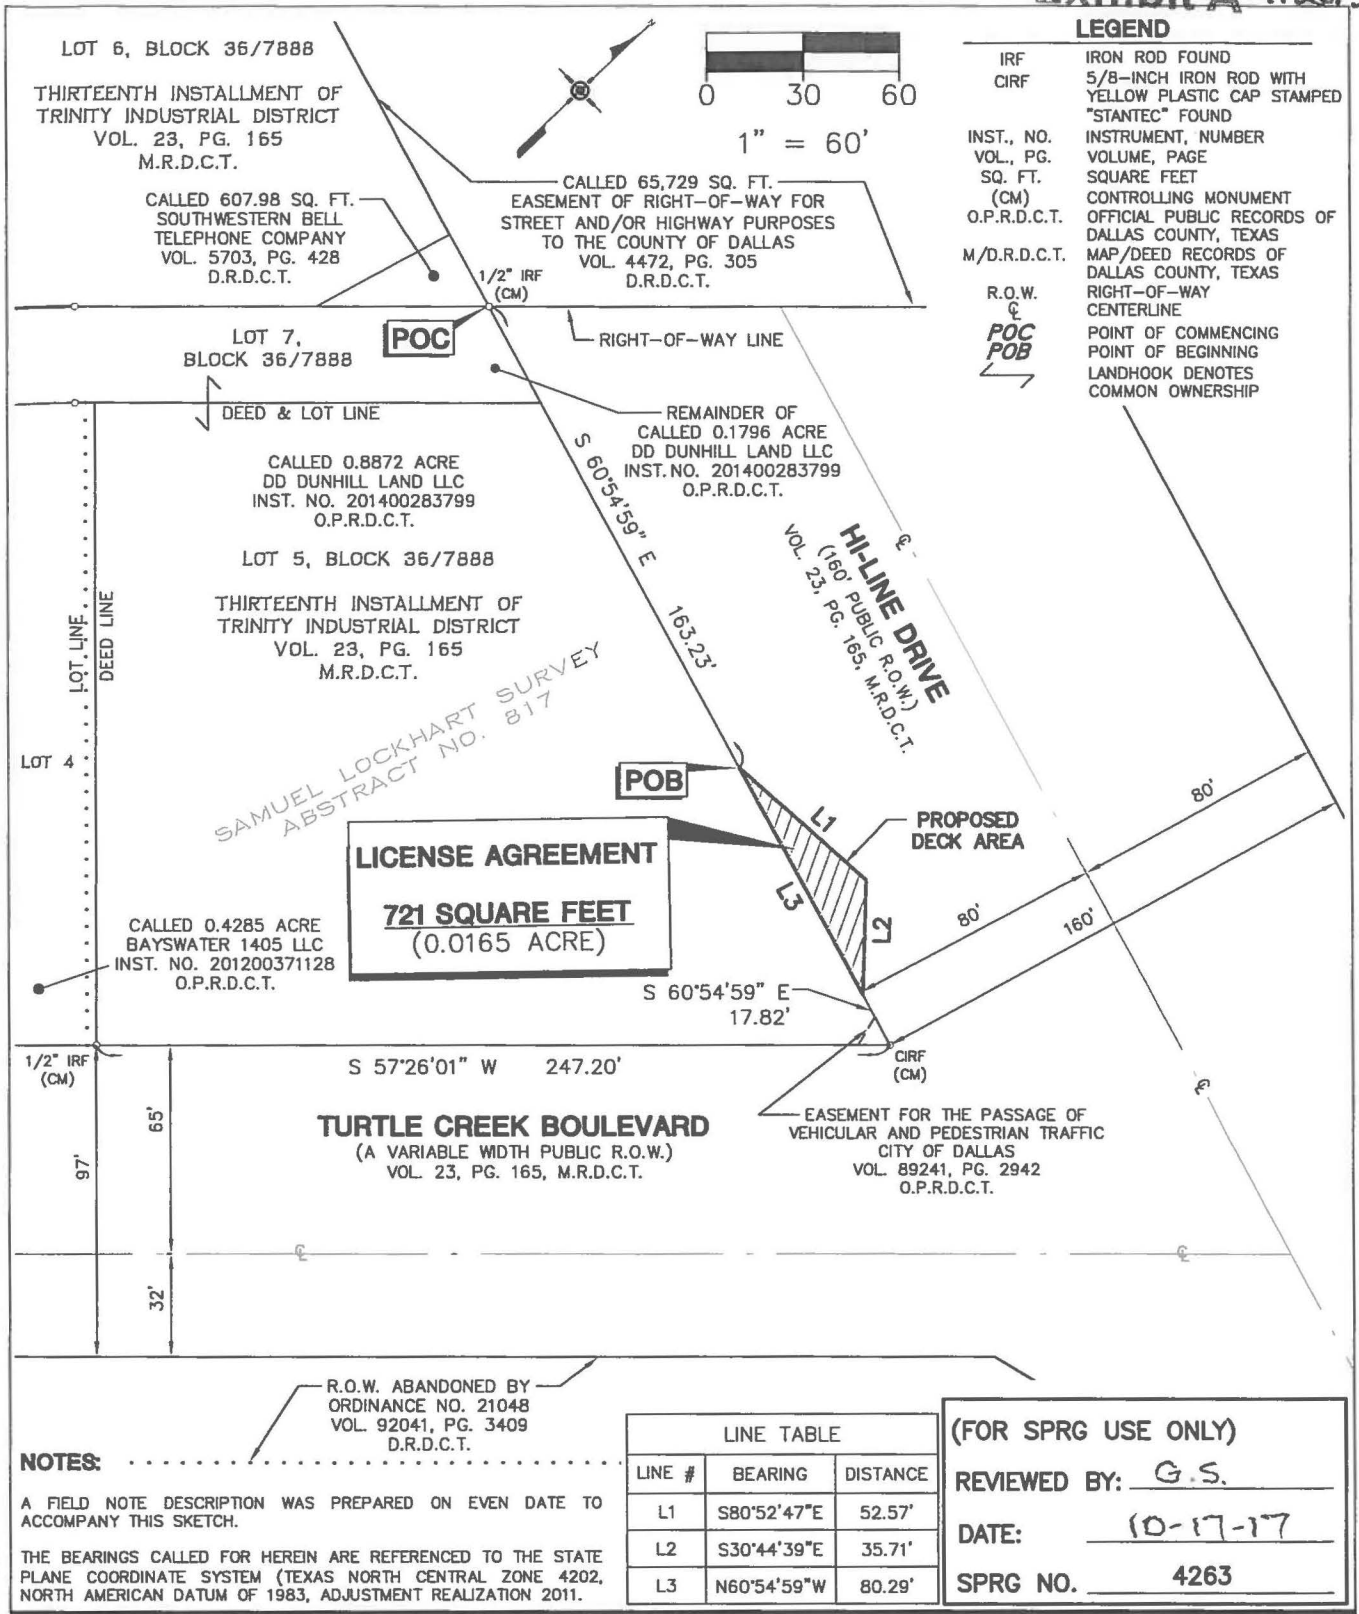 Exhibit A
LEGEND
IRF IRON ROD FOUND
CIRF 5/8-INCH IRON ROD WITH
YELLOW PLASTIC CAP STAMPED
"STANTEC" FOUND
INST., NO. INSTRUMENT, NUMBER
VOL., PG. VOLUME, PAGE
SQ. FT. SQUARE FEET
(CM) CONTROLLING MONUMENT
O.P.R.D.C.T. OFFICIAL PUBLIC RECORDS OF
DALLAS COUNTY, TEXAS
M/D.R.D.C.T. MAP/DEED RECORDS OF
DALLAS COUNTY, TEXAS
R.O.W. RIGHT-OF-WAY
℄ CENTERLINE
POC POINT OF COMMENCING
POB POINT OF BEGINNING
LANDHOOK DENOTES
COMMON OWNERSHIP
0 30 60
1" = 60'
LOT 6, BLOCK 36/7888
THIRTEENTH INSTALLMENT OF
TRINITY INDUSTRIAL DISTRICT
VOL. 23, PG. 165
M.R.D.C.T.
CALLED 607.98 SQ. FT.
SOUTHWESTERN BELL
TELEPHONE COMPANY
VOL. 5703, PG. 428
D.R.D.C.T.
CALLED 65,729 SQ. FT.
EASEMENT OF RIGHT-OF-WAY FOR
STREET AND/OR HIGHWAY PURPOSES
TO THE COUNTY OF DALLAS
VOL. 4472, PG. 305
D.R.D.C.T.
1/2" IRF
(CM)
POC
RIGHT-OF-WAY LINE
LOT 7,
BLOCK 36/7888
DEED & LOT LINE
REMAINDER OF
CALLED 0.1796 ACRE
DD DUNHILL LAND LLC
INST. NO. 201400283799
O.P.R.D.C.T.
CALLED 0.8872 ACRE
DD DUNHILL LAND LLC
INST. NO. 201400283799
O.P.R.D.C.T.
LOT 5, BLOCK 36/7888
THIRTEENTH INSTALLMENT OF
TRINITY INDUSTRIAL DISTRICT
VOL. 23, PG. 165
M.R.D.C.T.
S 60°54'59" E 163.23'
℄
HI-LINE DRIVE
(160' PUBLIC R.O.W.)
VOL. 23, PG. 165, M.R.D.C.T.
LOT LINE
DEED LINE
SAMUEL LOCKHART SURVEY
ABSTRACT NO. 817
LOT 4
POB
L1
L3
L2
PROPOSED
DECK AREA
80'
80'
160'
LICENSE AGREEMENT
721 SQUARE FEET
(0.0165 ACRE)
CALLED 0.4285 ACRE
BAYSWATER 1405 LLC
INST. NO. 201200371128
O.P.R.D.C.T.
S 60°54'59" E
17.82'
1/2" IRF
(CM)
S 57°26'01" W 247.20'
CIRF
(CM)
℄
TURTLE CREEK BOULEVARD
(A VARIABLE WIDTH PUBLIC R.O.W.)
VOL. 23, PG. 165, M.R.D.C.T.
EASEMENT FOR THE PASSAGE OF
VEHICULAR AND PEDESTRIAN TRAFFIC
CITY OF DALLAS
VOL. 89241, PG. 2942
O.P.R.D.C.T.
65'
97'
32'
℄
℄
R.O.W. ABANDONED BY
ORDINANCE NO. 21048
VOL. 92041, PG. 3409
D.R.D.C.T.
NOTES:
A FIELD NOTE DESCRIPTION WAS PREPARED ON EVEN DATE TO
ACCOMPANY THIS SKETCH.
THE BEARINGS CALLED FOR HEREIN ARE REFERENCED TO THE STATE
PLANE COORDINATE SYSTEM (TEXAS NORTH CENTRAL ZONE 4202,
NORTH AMERICAN DATUM OF 1983, ADJUSTMENT REALIZATION 2011.
LINE TABLE
LINE # BEARING DISTANCE
L1 S80°52'47"E 52.57'
L2 S30°44'39"E 35.71'
L3 N60°54'59"W 80.29'
(FOR SPRG USE ONLY)
REVIEWED BY: G.S.
DATE: 10-17-17
SPRG NO. 4263